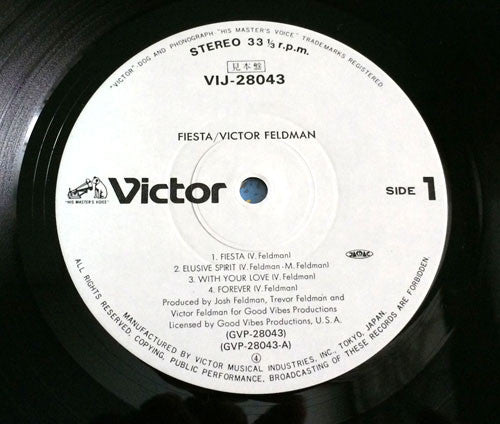 "VICTOR" DOG AND PHONOGRAPH "HIS MASTER'S VOICE" TRADEMARKS REGISTERED.
STEREO 33 1/3 r.p.m.
見本盤
VIJ-28043
FIESTA/VICTOR FELDMAN
"HIS MASTER'S VOICE"
Victor
SIDE 1
1. FIESTA (V. Feldman)
2. ELUSIVE SPIRIT (V. Feldman-M. Feldman)
3. WITH YOUR LOVE (V. Feldman)
4. FOREVER (V. Feldman)
JASRAC
Produced by Josh Feldman, Trevor Feldman and
Victor Feldman for Good Vibes Productions
Licensed by Good Vibes Productions, U.S.A.
(GVP-28043)
(GVP-28043-A)
④
MANUFACTURED BY VICTOR MUSICAL INDUSTRIES, INC., TOKYO, JAPAN.
ALL RIGHTS RESERVED, COPYING, PUBLIC PERFORMANCE, BROADCASTING OF THESE RECORDS ARE FORBIDDEN.